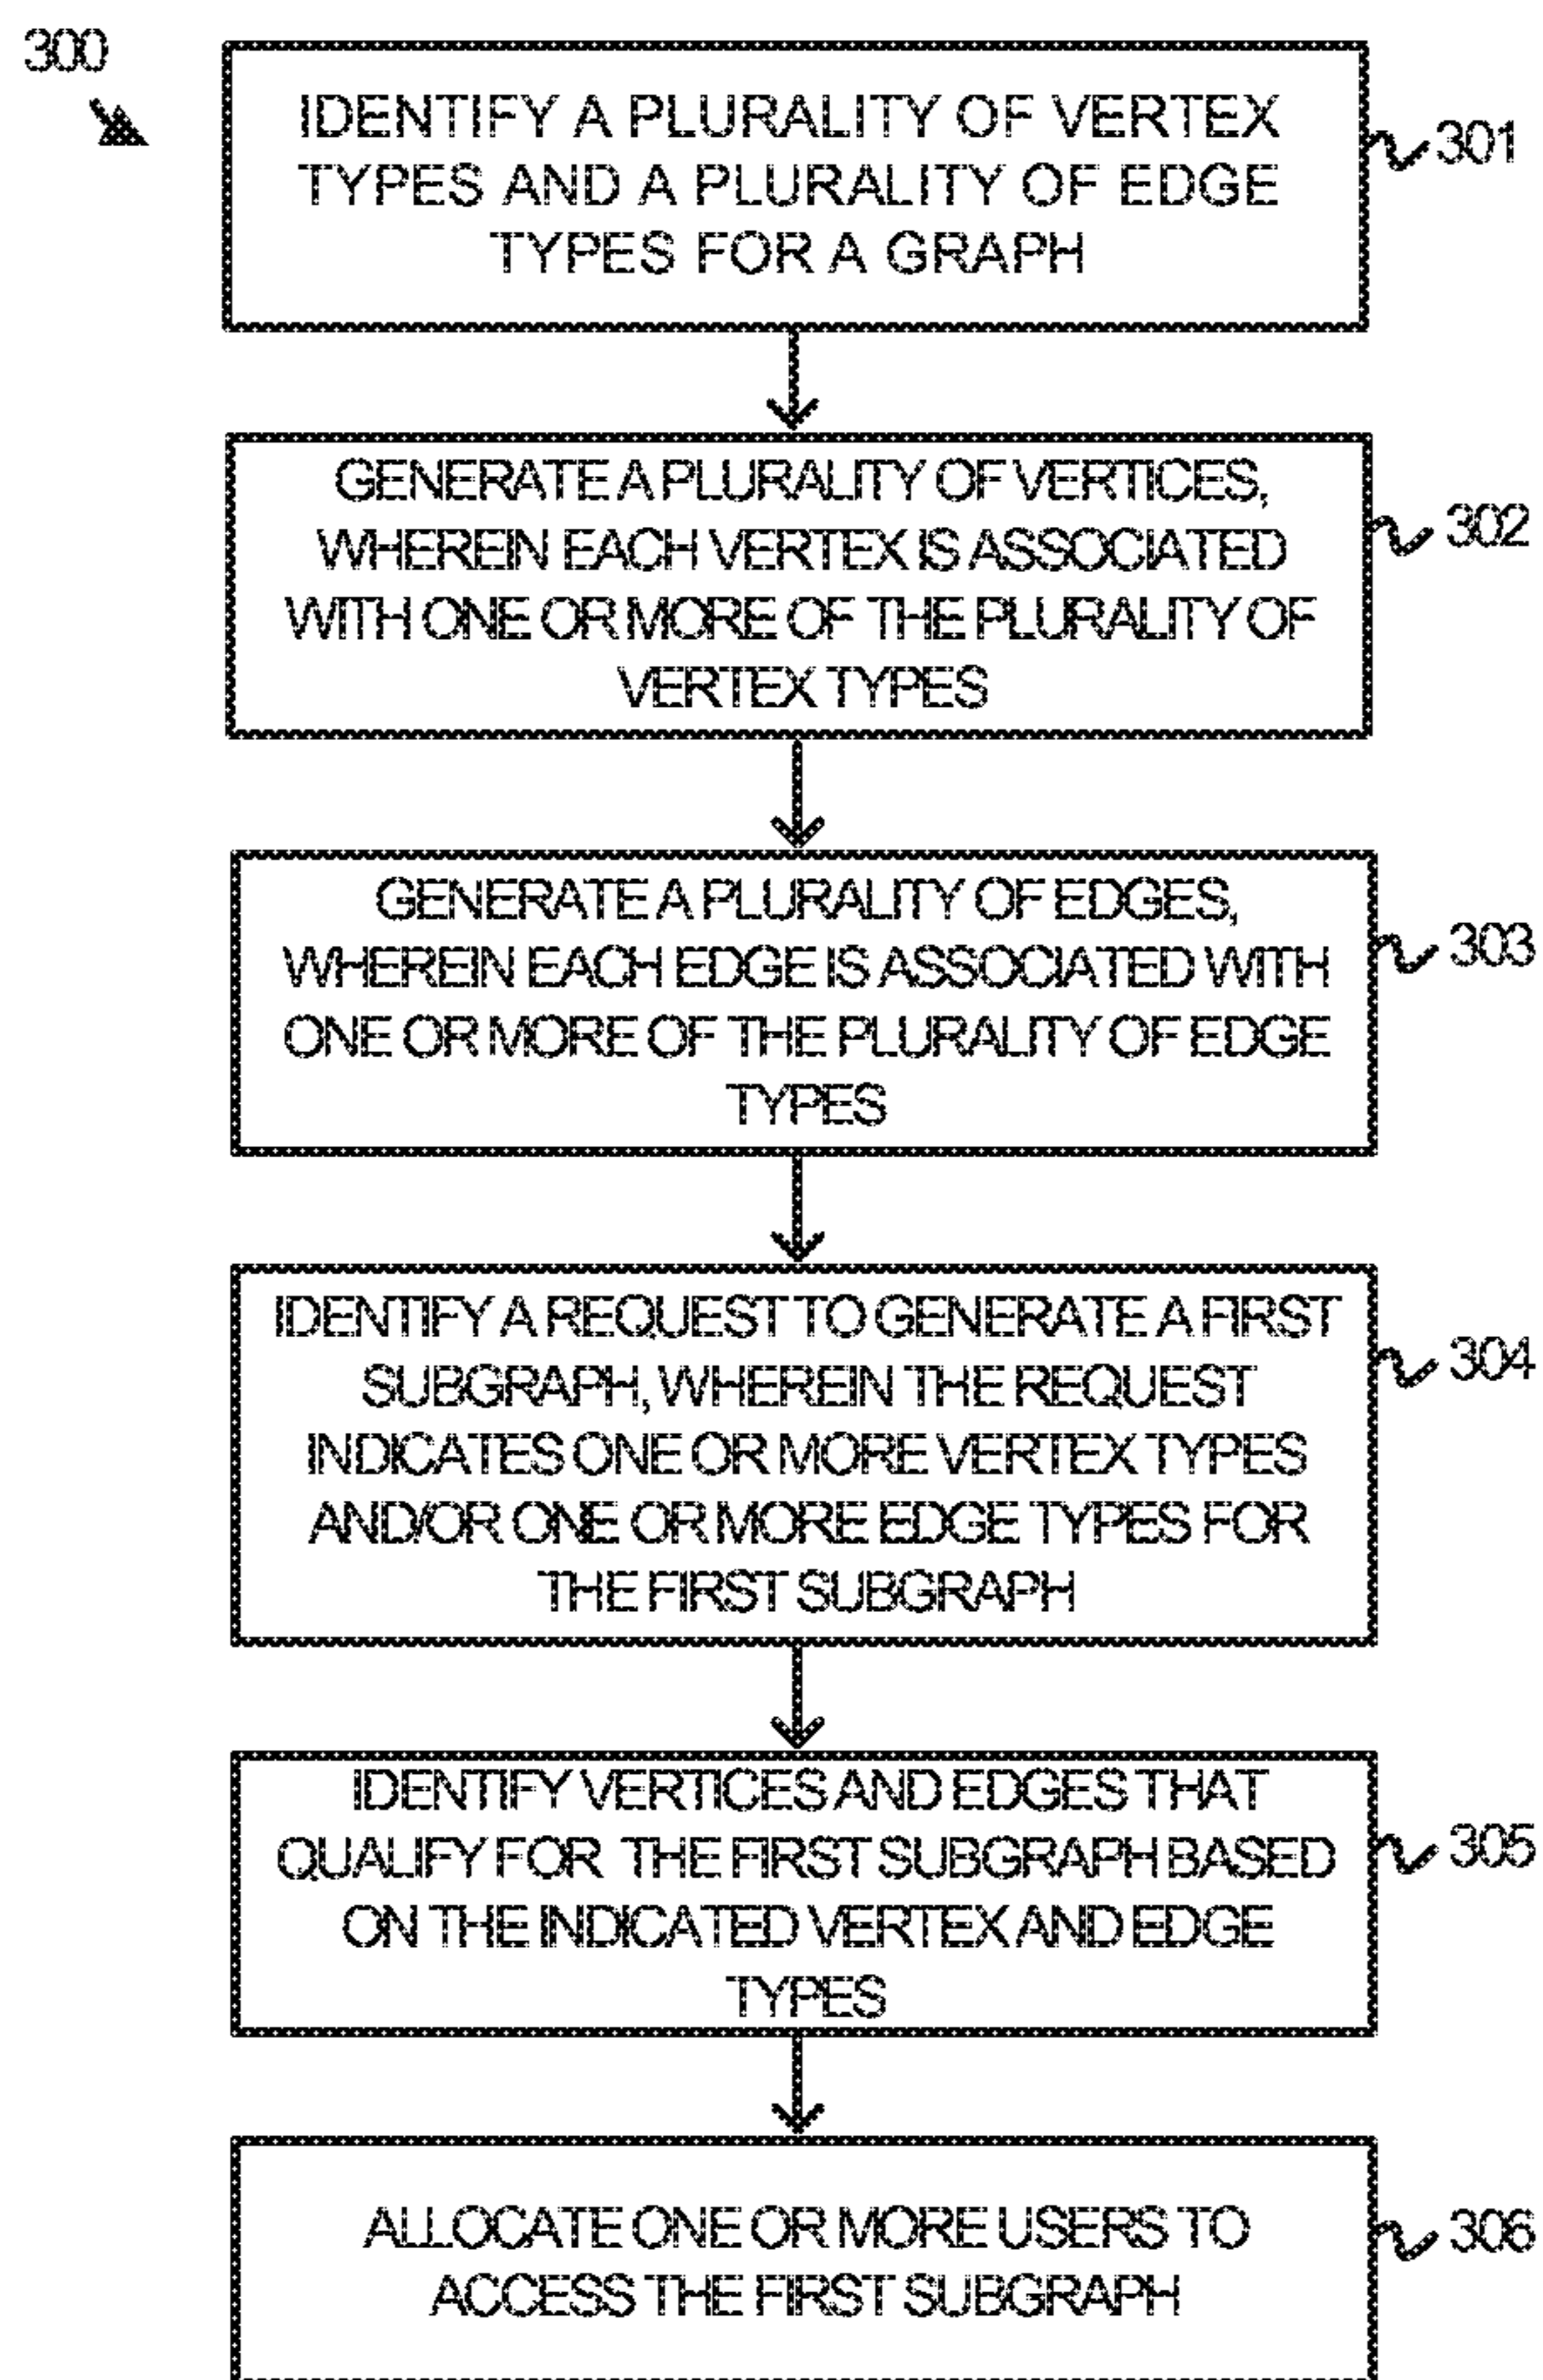 300
IDENTIFY A PLURALITY OF VERTEX
TYPES AND A PLURALITY OF EDGE
TYPES FOR A GRAPH
301
GENERATE A PLURALITY OF VERTICES,
WHEREIN EACH VERTEX IS ASSOCIATED
WITH ONE OR MORE OF THE PLURALITY OF
VERTEX TYPES
302
GENERATE A PLURALITY OF EDGES,
WHEREIN EACH EDGE IS ASSOCIATED WITH
ONE OR MORE OF THE PLURALITY OF EDGE
TYPES
303
IDENTIFY A REQUEST TO GENERATE A FIRST
SUBGRAPH, WHEREIN THE REQUEST
INDICATES ONE OR MORE VERTEX TYPES
AND/OR ONE OR MORE EDGE TYPES FOR
THE FIRST SUBGRAPH
304
IDENTIFY VERTICES AND EDGES THAT
QUALIFY FOR THE FIRST SUBGRAPH BASED
ON THE INDICATED VERTEX AND EDGE
TYPES
305
ALLOCATE ONE OR MORE USERS TO
ACCESS THE FIRST SUBGRAPH
306